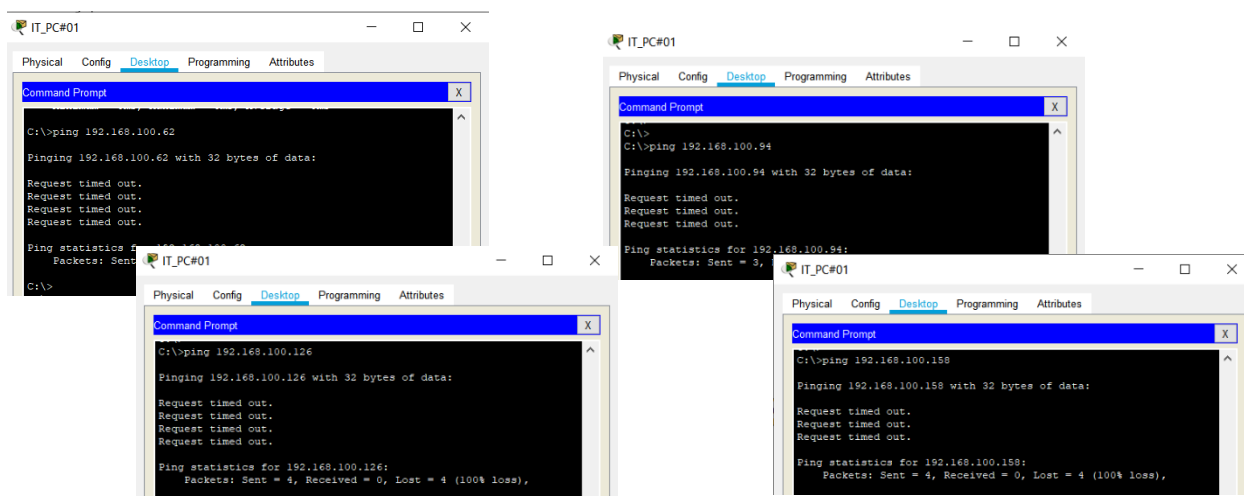 IT_PC#01
Physical Config Desktop Programming Attributes
Command Prompt X
C:\>ping 192.168.100.62
Pinging 192.168.100.62 with 32 bytes of data:
Request timed out.
Request timed out.
Request timed out.
Request timed out.
Ping statistics
Packets: Sent
C:\>
IT_PC#01
Physical Config Desktop Programming Attributes
Command Prompt X
C:\>
C:\>ping 192.168.100.94
Pinging 192.168.100.94 with 32 bytes of data:
Request timed out.
Request timed out.
Request timed out.
Ping statistics for 192.168.100.94:
Packets: Sent = 3,
IT_PC#01
Physical Config Desktop Programming Attributes
Command Prompt X
C:\>ping 192.168.100.126
Pinging 192.168.100.126 with 32 bytes of data:
Request timed out.
Request timed out.
Request timed out.
Request timed out.
Ping statistics for 192.168.100.126:
Packets: Sent = 4, Received = 0, Lost = 4 (100% loss),
IT_PC#01
Physical Config Desktop Programming Attributes
Command Prompt X
C:\>ping 192.168.100.158
Pinging 192.168.100.158 with 32 bytes of data:
Request timed out.
Request timed out.
Request timed out.
Ping statistics for 192.168.100.158:
Packets: Sent = 4, Received = 0, Lost = 4 (100% loss),